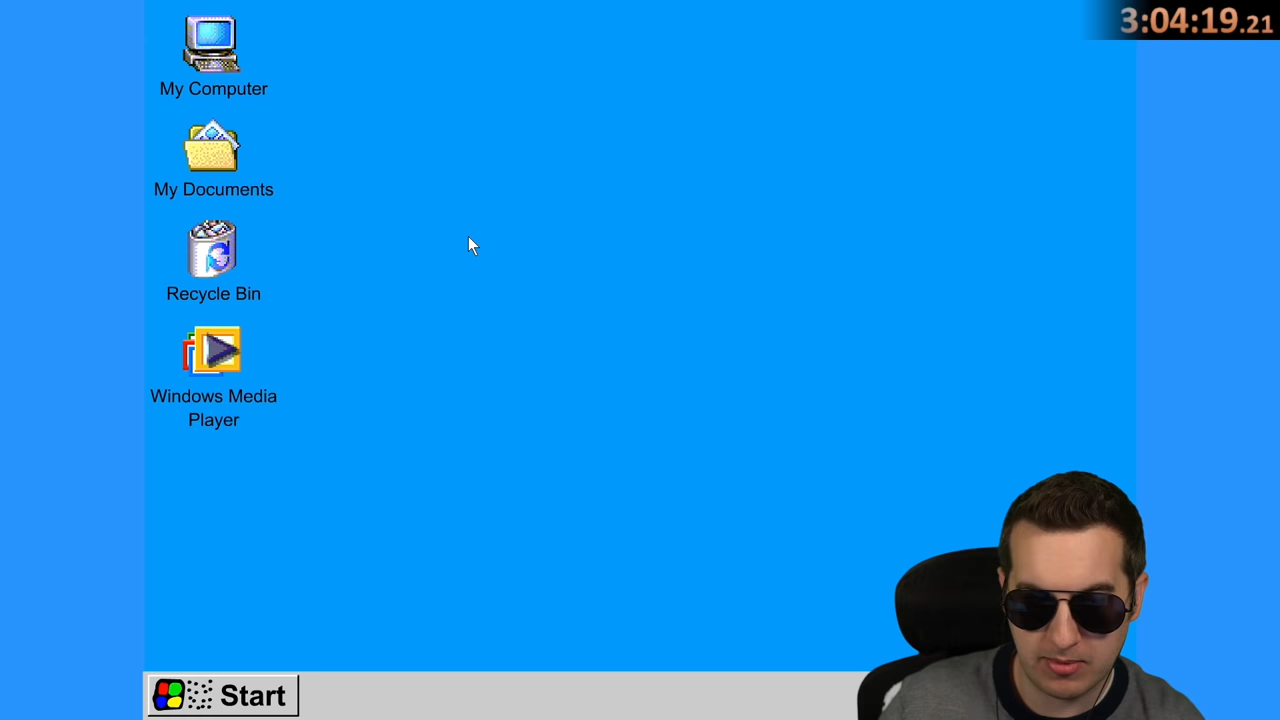 3:04:19.21
My Computer
My Documents
Recycle Bin
Windows Media
Player
Start